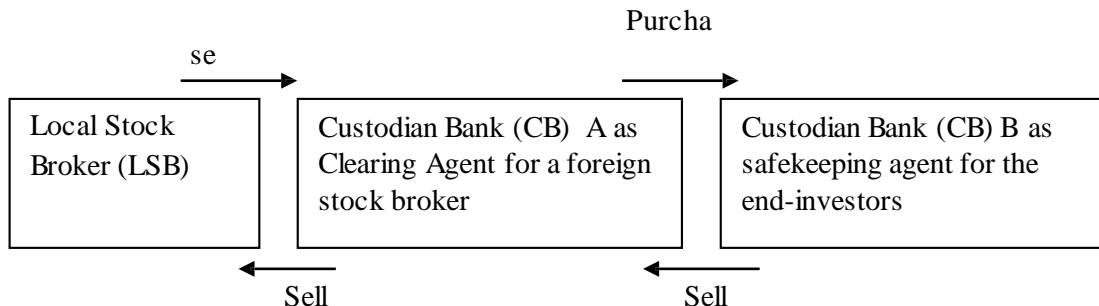 Purcha
se
Local Stock
Broker (LSB)
Custodian Bank (CB) A as
Clearing Agent for a foreign
stock broker
Custodian Bank (CB) B as
safekeeping agent for the
end-investors
Sell
Sell